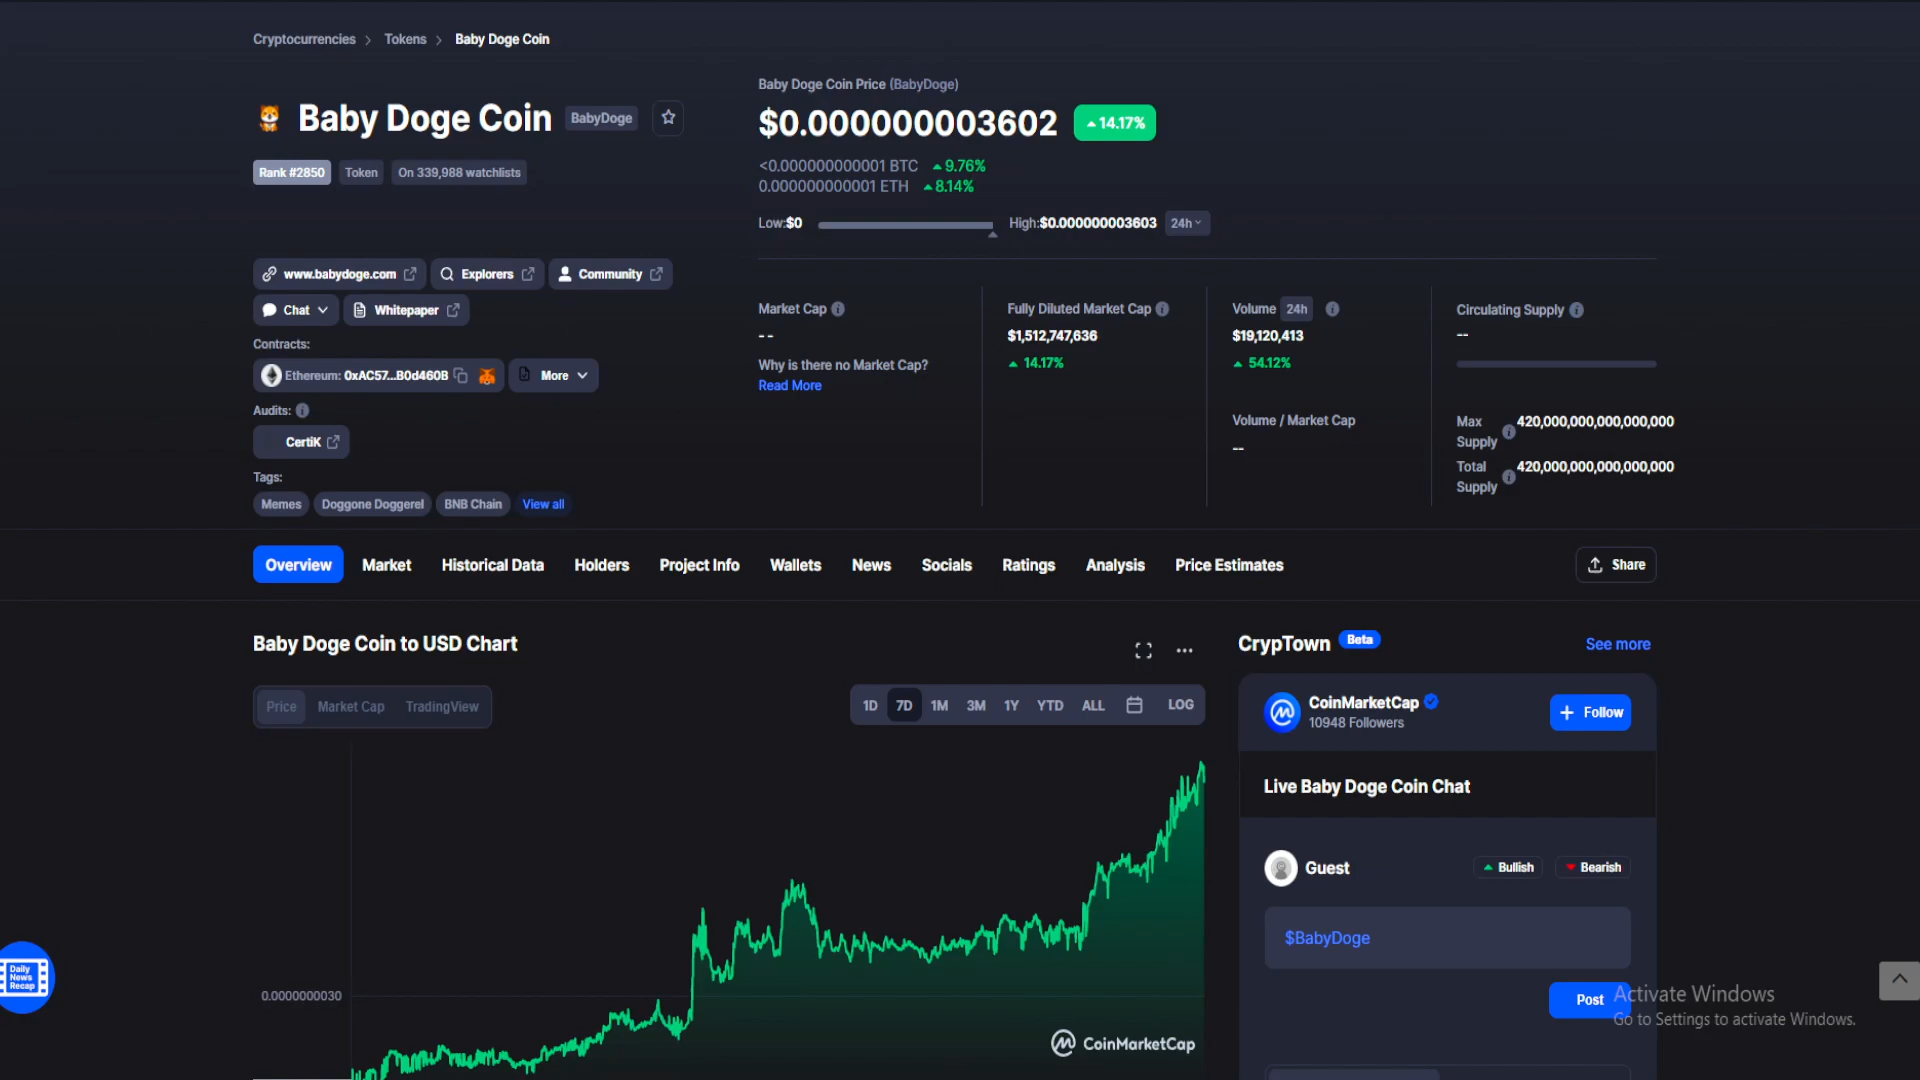 Cryptocurrencies > Tokens > Baby Doge Coin
Baby Doge Coin BabyDoge
Rank #2850 Token On 339,988 watchlists
Baby Doge Coin Price (BabyDoge)
$0.000000003602 14.17%
<0.000000000001 BTC 9.76%
0.000000000001 ETH 8.14%
Low:$0 High:$0.000000003603 24h
www.babydoge.com Explorers Community
Chat Whitepaper
Contracts:
Ethereum: 0xAC57...B0d460B More
Audits:
CertiK
Tags:
Memes Doggone Doggerel BNB Chain View all
Market Cap
--
Why is there no Market Cap?
Read More
Fully Diluted Market Cap
$1,512,747,636
14.17%
Volume 24h
$19,120,413
54.12%
Volume / Market Cap
--
Circulating Supply
--
Max Supply 420,000,000,000,000,000
Total Supply 420,000,000,000,000,000
Overview Market Historical Data Holders Project Info Wallets News Socials Ratings Analysis Price Estimates Share
Baby Doge Coin to USD Chart
Price Market Cap TradingView
1D 7D 1M 3M 1Y YTD ALL LOG
0.0000000030
CoinMarketCap
CrypTown Beta See more
CoinMarketCap
10948 Followers
+ Follow
Live Baby Doge Coin Chat
Guest Bullish Bearish
$BabyDoge
Post
Activate Windows
Go to Settings to activate Windows.
Daily
News
Recap